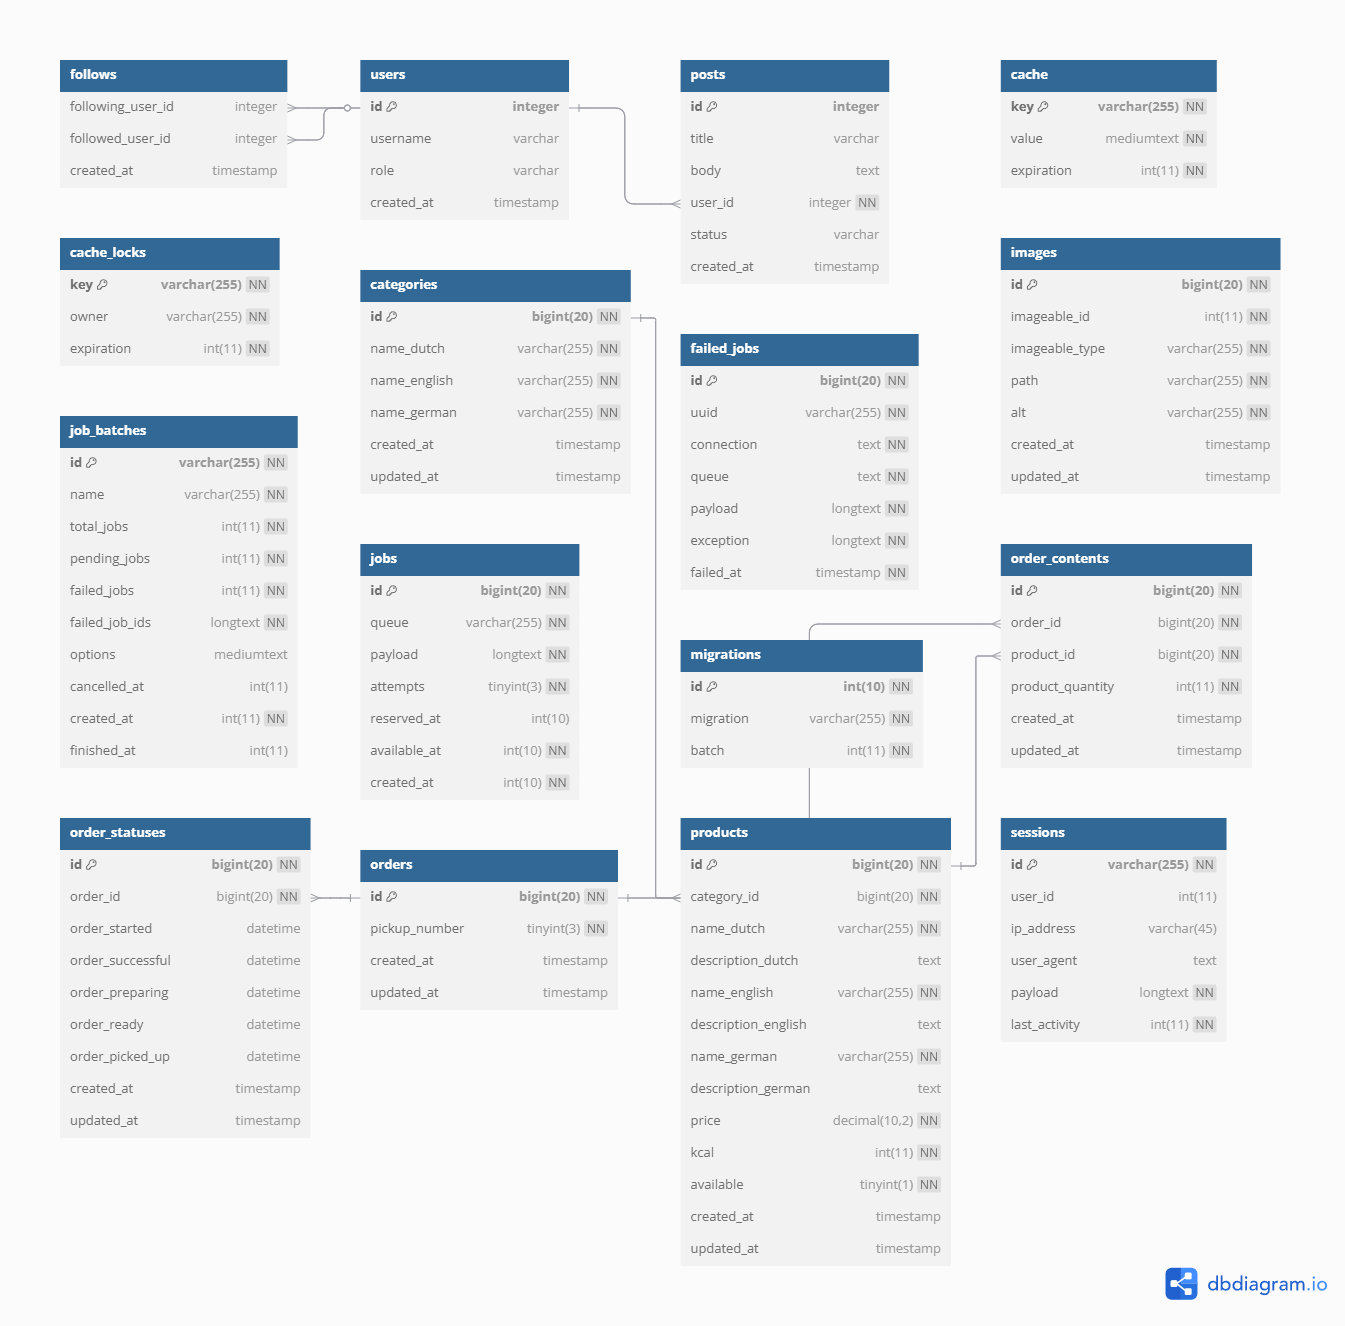 follows
following_user_id integer
followed_user_id integer
created_at timestamp
users
id integer
username varchar
role varchar
created_at timestamp
posts
id integer
title varchar
body text
user_id integer NN
status varchar
created_at timestamp
cache
key varchar(255) NN
value mediumtext NN
expiration int(11) NN
cache_locks
key varchar(255) NN
owner varchar(255) NN
expiration int(11) NN
categories
id bigint(20) NN
name_dutch varchar(255) NN
name_english varchar(255) NN
name_german varchar(255) NN
created_at timestamp
updated_at timestamp
failed_jobs
id bigint(20) NN
uuid varchar(255) NN
connection text NN
queue text NN
payload longtext NN
exception longtext NN
failed_at timestamp NN
images
id bigint(20) NN
imageable_id int(11) NN
imageable_type varchar(255) NN
path varchar(255) NN
alt varchar(255) NN
created_at timestamp
updated_at timestamp
job_batches
id varchar(255) NN
name varchar(255) NN
total_jobs int(11) NN
pending_jobs int(11) NN
failed_jobs int(11) NN
failed_job_ids longtext NN
options mediumtext
cancelled_at int(11)
created_at int(11) NN
finished_at int(11)
jobs
id bigint(20) NN
queue varchar(255) NN
payload longtext NN
attempts tinyint(3) NN
reserved_at int(10)
available_at int(10) NN
created_at int(10) NN
migrations
id int(10) NN
migration varchar(255) NN
batch int(11) NN
order_contents
id bigint(20) NN
order_id bigint(20) NN
product_id bigint(20) NN
product_quantity int(11) NN
created_at timestamp
updated_at timestamp
order_statuses
id bigint(20) NN
order_id bigint(20) NN
order_started datetime
order_successful datetime
order_preparing datetime
order_ready datetime
order_picked_up datetime
created_at timestamp
updated_at timestamp
orders
id bigint(20) NN
pickup_number tinyint(3) NN
created_at timestamp
updated_at timestamp
products
id bigint(20) NN
category_id bigint(20) NN
name_dutch varchar(255) NN
description_dutch text
name_english varchar(255) NN
description_english text
name_german varchar(255) NN
description_german text
price decimal(10,2) NN
kcal int(11) NN
available tinyint(1) NN
created_at timestamp
updated_at timestamp
sessions
id varchar(255) NN
user_id int(11)
ip_address varchar(45)
user_agent text
payload longtext NN
last_activity int(11) NN
dbdiagram.io